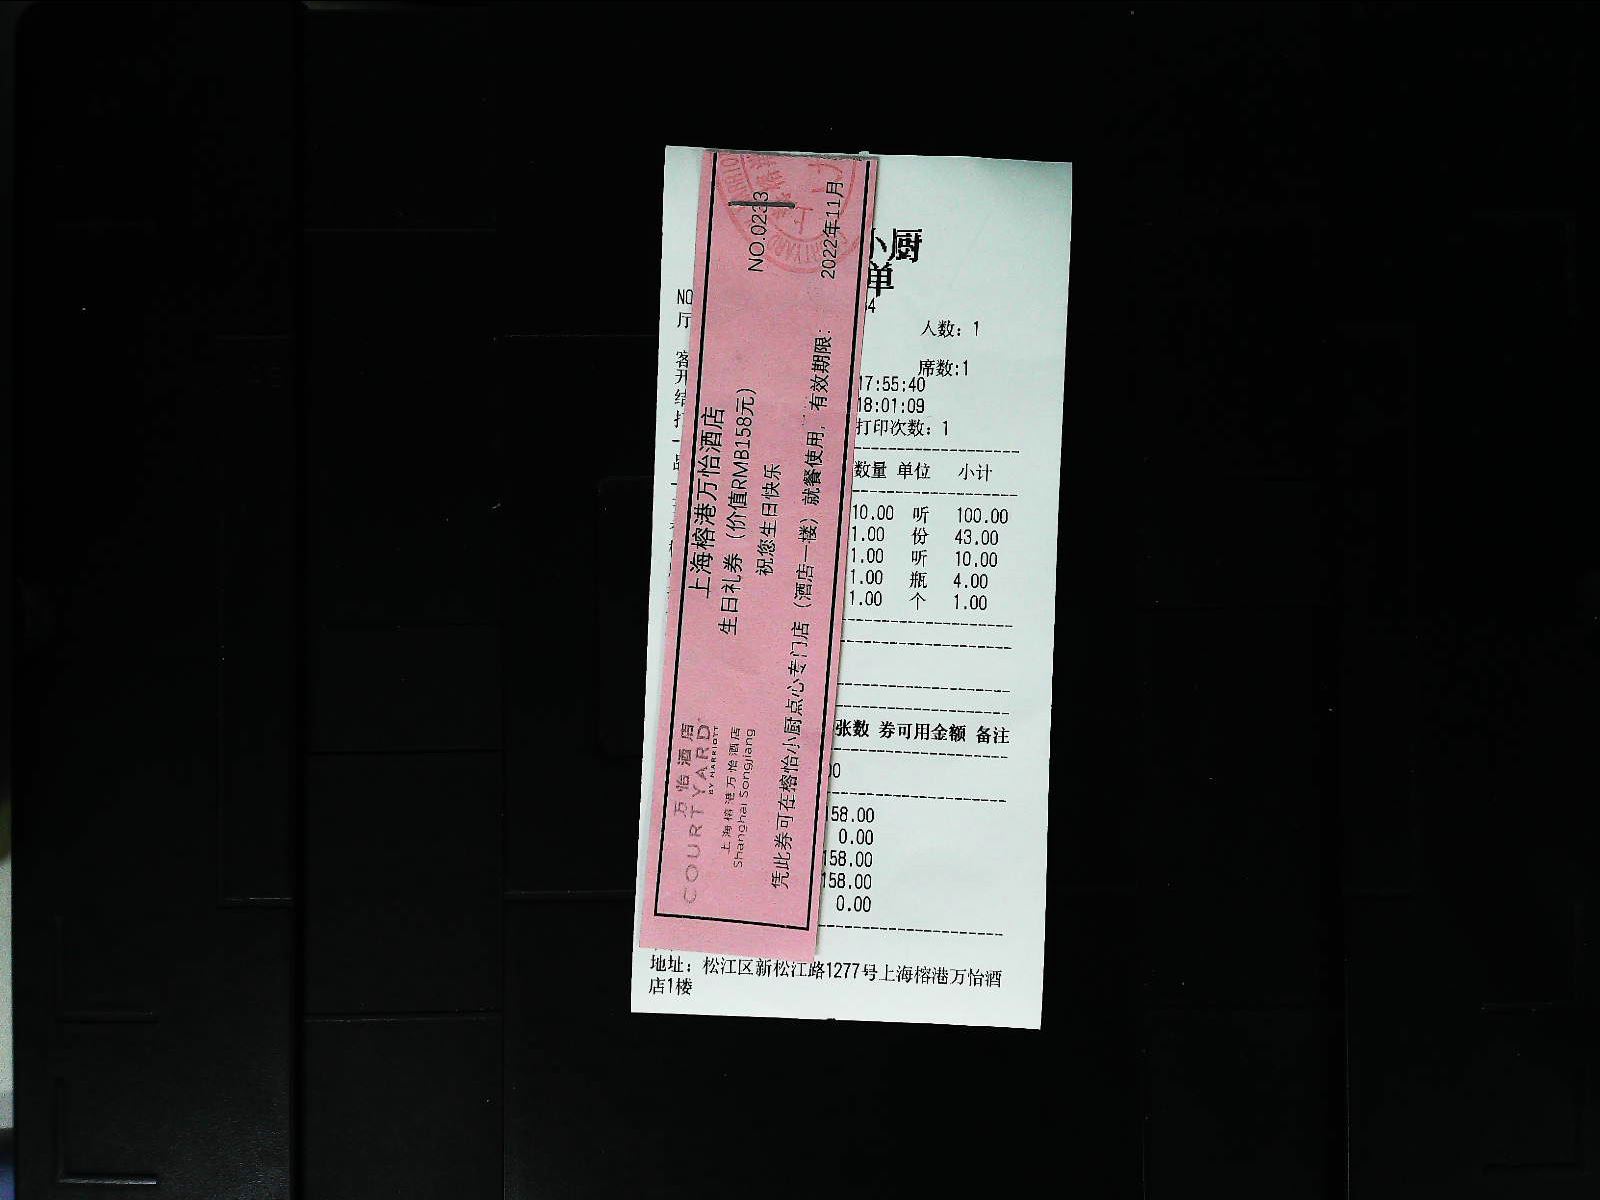 上海榕港万怡酒店
生日礼券（价值RMB158元）
祝您生日快乐
凭此券可在榕怡小厨点心专门店（酒店一楼）就餐使用，有效期限：
2022年11月
NO.0233
万怡酒店
COURTYARD
BY MARRIOTT
上海榕港万怡酒店
Shanghai Songjiang
小厨
单
NO
厅
人数：1
客
席数:1
开
17:55:40
结
18:01:09
打印次数：1
数量 单位 小计
10.00 听 100.00
1.00 份 43.00
1.00 听 10.00
1.00 瓶 4.00
1.00 个 1.00
张数 券可用金额 备注
158.00
0.00
158.00
158.00
0.00
地址：松江区新松江路1277号上海榕港万怡酒
店1楼